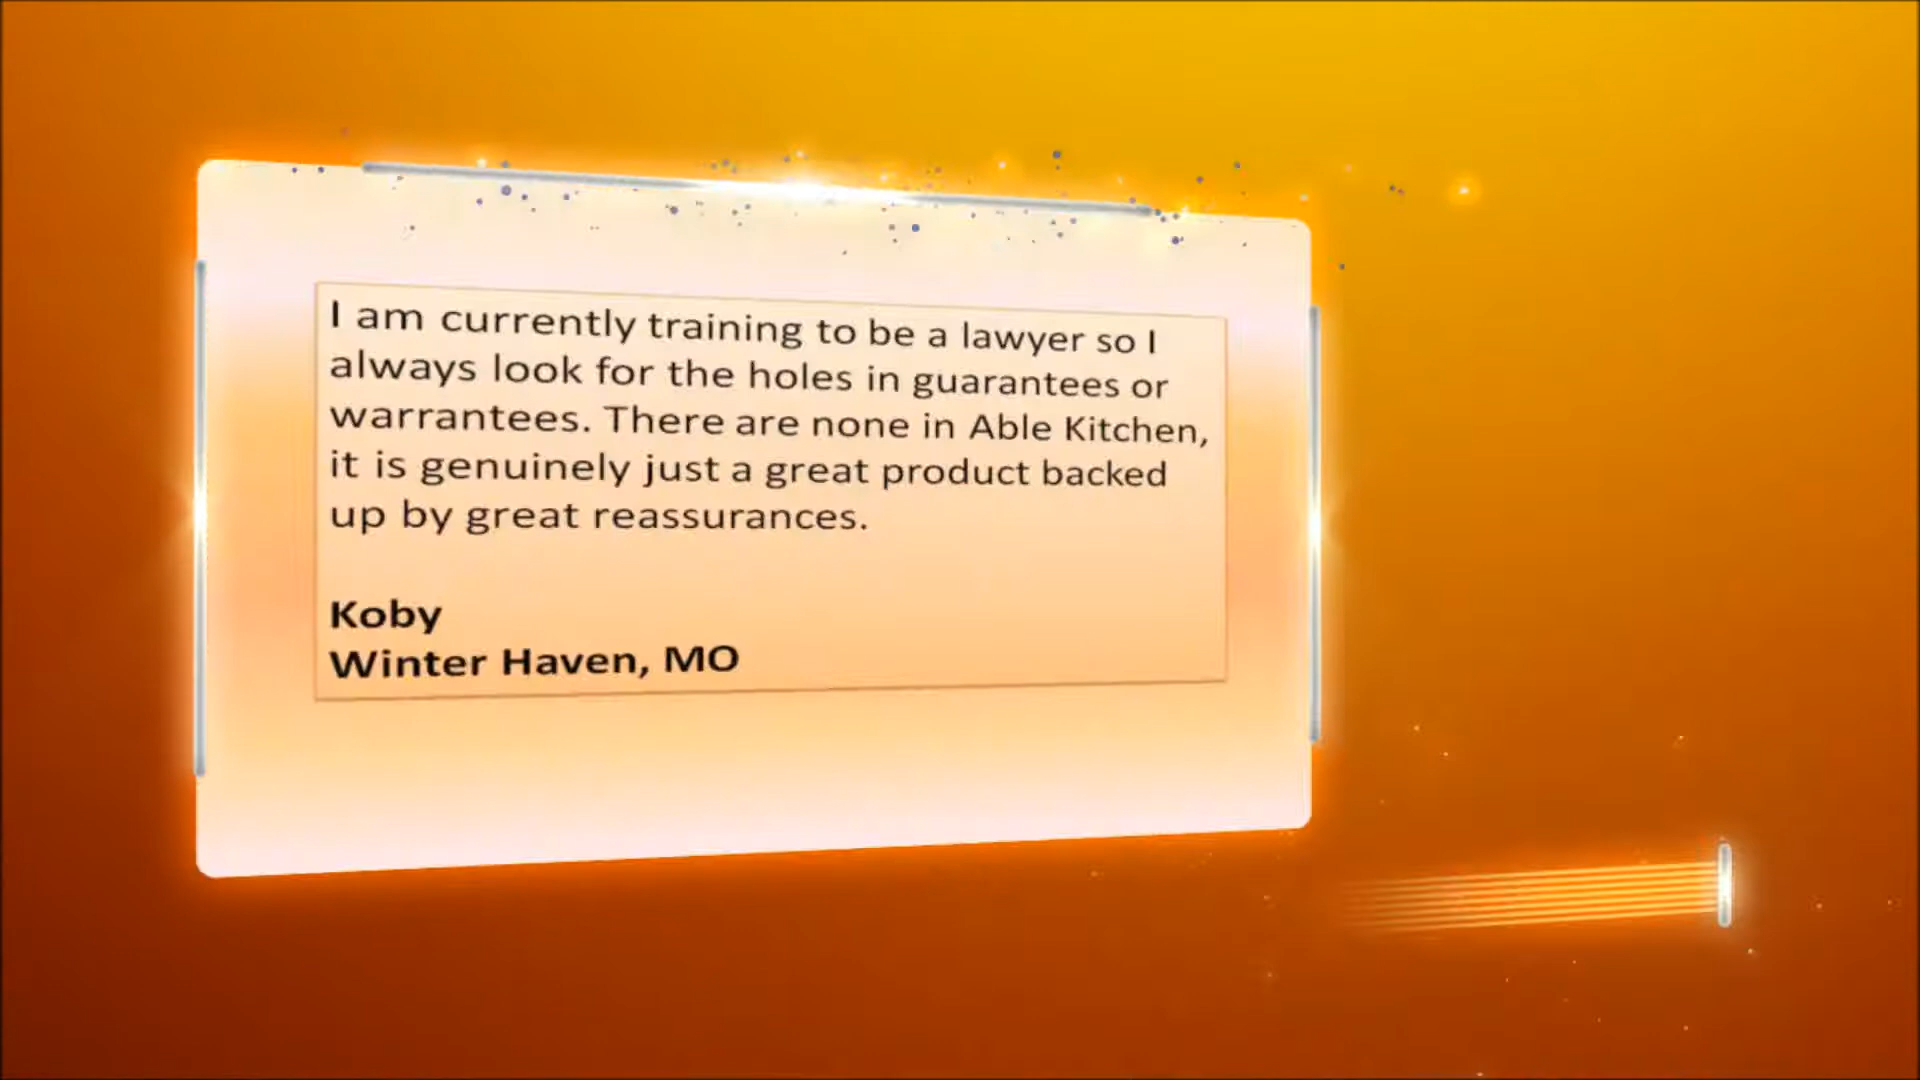 I am currently training to be a lawyer so I
always look for the holes in guarantees or
warrantees. There are none in Able Kitchen,
it is genuinely just a great product backed
up by great reassurances.
Koby
Winter Haven, MO